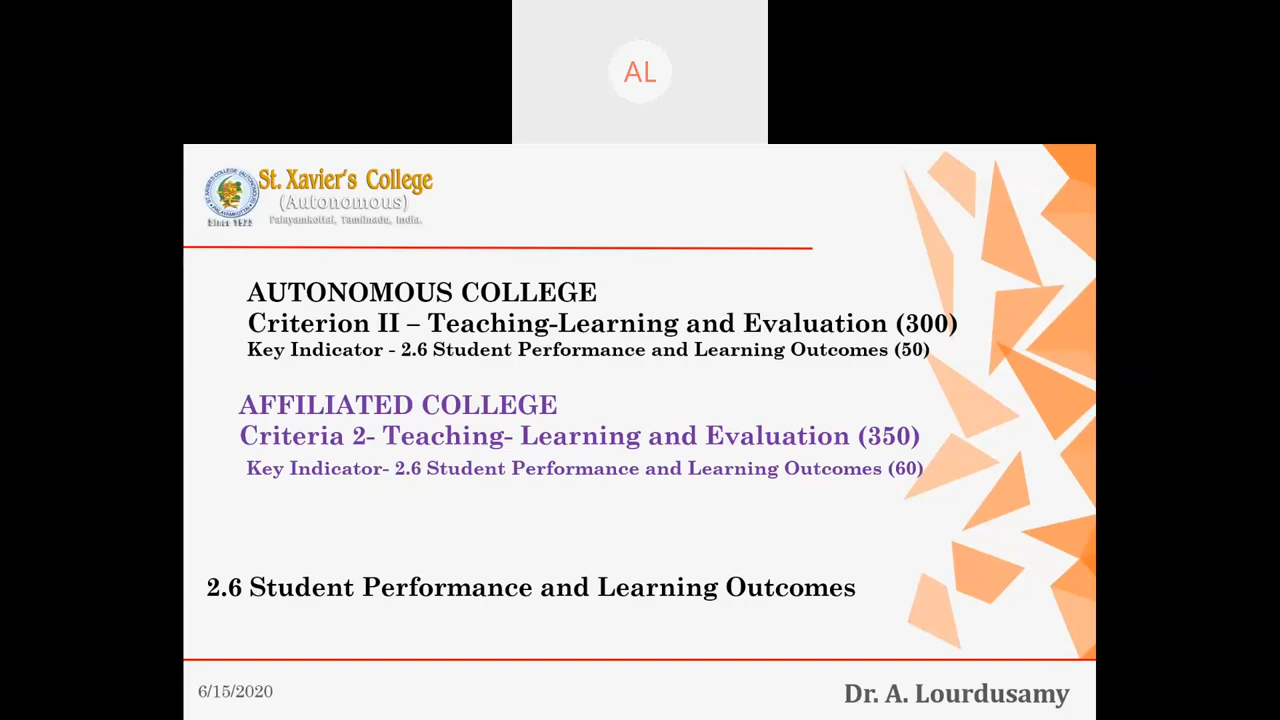 AL
St. Xavier's College
(Autonomous)
Palayamkottai, Tamilnadu, India.
Since 1923
AUTONOMOUS COLLEGE
Criterion II – Teaching-Learning and Evaluation (300)
Key Indicator - 2.6 Student Performance and Learning Outcomes (50)
AFFILIATED COLLEGE
Criteria 2- Teaching- Learning and Evaluation (350)
Key Indicator- 2.6 Student Performance and Learning Outcomes (60)
2.6 Student Performance and Learning Outcomes
6/15/2020
Dr. A. Lourdusamy